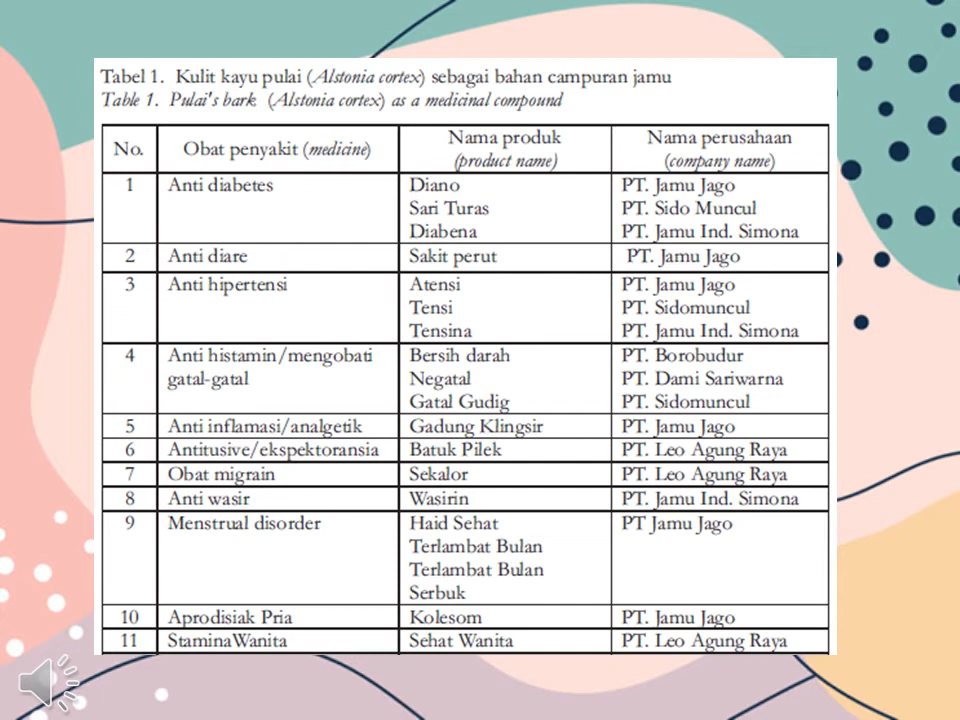 Tabel 1. Kulit kayu pulai (Alstonia cortex) sebagai bahan campuran jamu
Table 1. Pulai's bark (Alstonia cortex) as a medicinal compound
No. Obat penyakit (medicine) Nama produk (product name) Nama perusahaan (company name)
1 Anti diabetes Diano PT. Jamu Jago
Sari Turas PT. Sido Muncul
Diabena PT. Jamu Ind. Simona
2 Anti diare Sakit perut PT. Jamu Jago
3 Anti hipertensi Atensi PT. Jamu Jago
Tensi PT. Sidomuncul
Tensina PT. Jamu Ind. Simona
4 Anti histamin/mengobati Bersih darah PT. Borobudur
gatal-gatal Negatal PT. Dami Sariwarna
Gatal Gudig PT. Sidomuncul
5 Anti inflamasi/analgetik Gadung Klingsir PT. Jamu Jago
6 Antitusive/ekspektoransia Batuk Pilek PT. Leo Agung Raya
7 Obat migrain Sekalor PT. Leo Agung Raya
8 Anti wasir Wasirin PT. Jamu Ind. Simona
9 Menstrual disorder Haid Sehat PT Jamu Jago
Terlambat Bulan
Terlambat Bulan
Serbuk
10 Aprodisiak Pria Kolesom PT. Jamu Jago
11 StaminaWanita Sehat Wanita PT. Leo Agung Raya